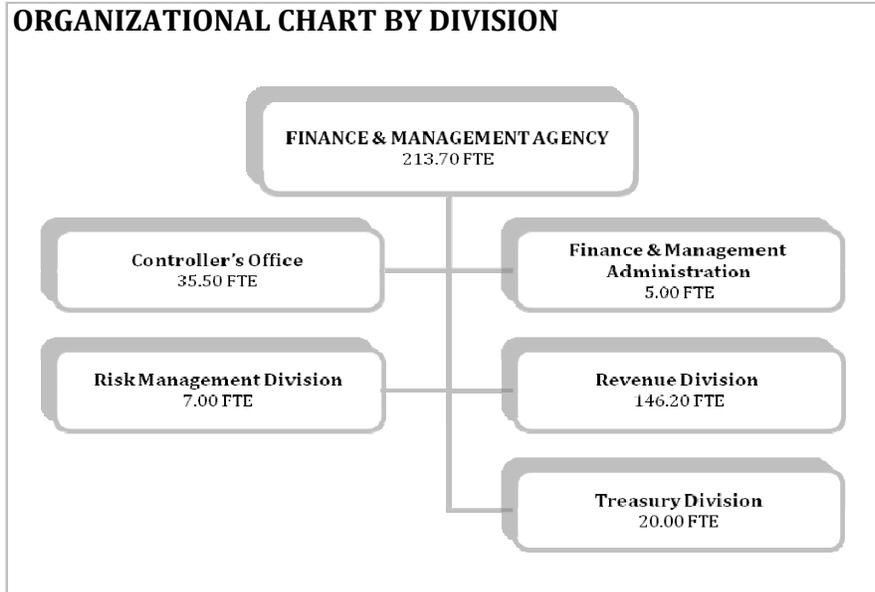 ORGANIZATIONAL CHART BY DIVISION
FINANCE & MANAGEMENT AGENCY
213.70 FTE
Controller's Office
35.50 FTE
Finance & Management
Administration
5.00 FTE
Risk Management Division
7.00 FTE
Revenue Division
146.20 FTE
Treasury Division
20.00 FTE